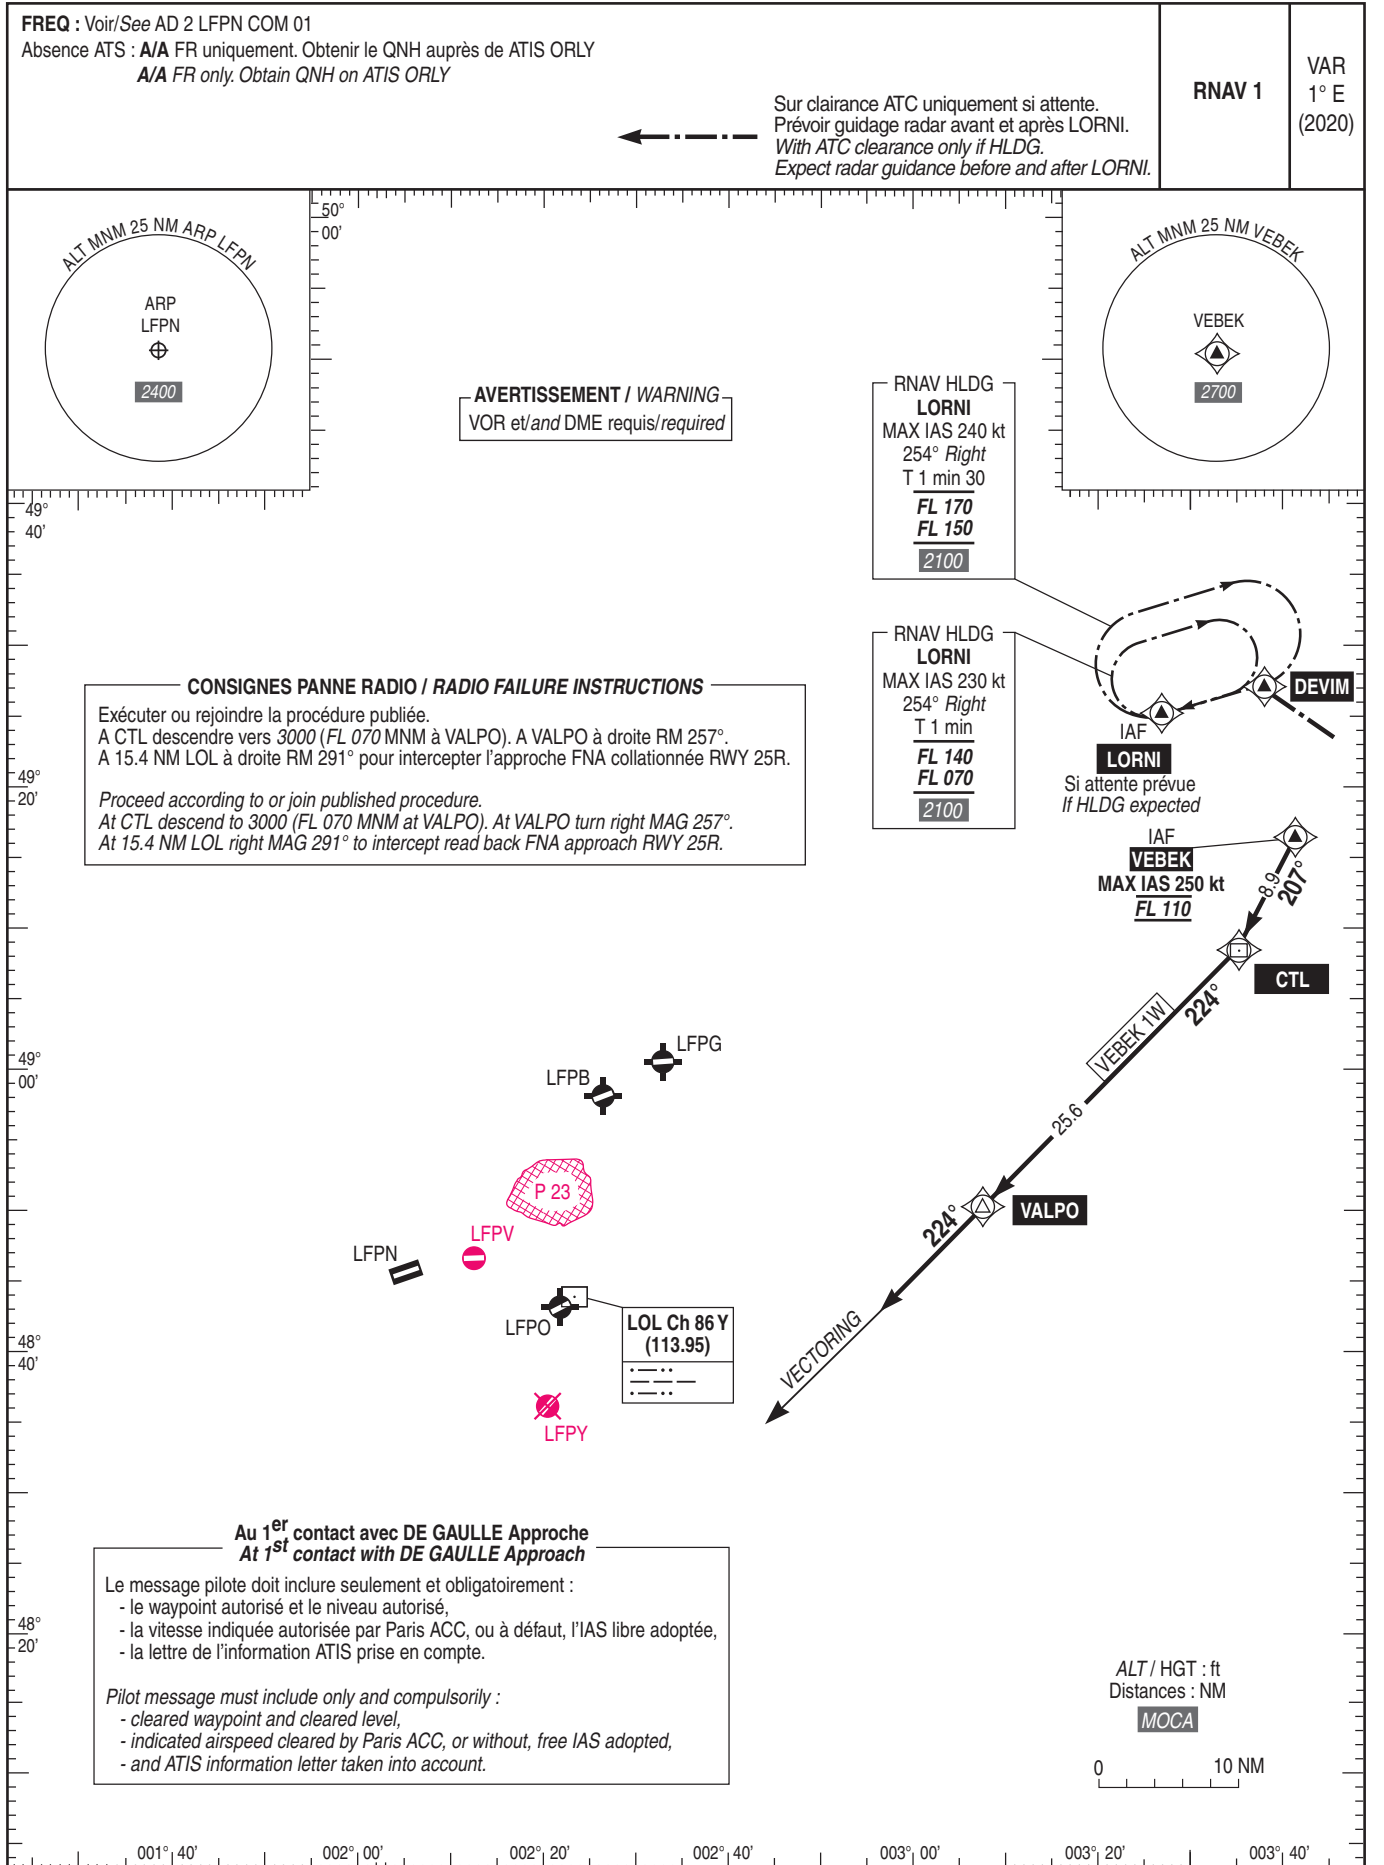 FREQ : Voir/See AD 2 LFPN COM 01
Absence ATS : A/A FR uniquement. Obtenir le QNH auprès de ATIS ORLY
A/A FR only. Obtain QNH on ATIS ORLY
Sur clairance ATC uniquement si attente.
Prévoir guidage radar avant et après LORNI.
With ATC clearance only if HLDG.
Expect radar guidance before and after LORNI.
RNAV 1
VAR
1° E
(2020)
ALT MNM 25 NM ARP LFPN
ARP
LFPN
2400
50°
00'
ALT MNM 25 NM VEBEK
VEBEK
2700
AVERTISSEMENT / WARNING
VOR et/and DME requis/required
RNAV HLDG
LORNI
MAX IAS 240 kt
254° Right
T 1 min 30
FL 170
FL 150
2100
49°
40'
RNAV HLDG
LORNI
MAX IAS 230 kt
254° Right
T 1 min
FL 140
FL 070
2100
DEVIM
IAF
LORNI
Si attente prévue
If HLDG expected
CONSIGNES PANNE RADIO / RADIO FAILURE INSTRUCTIONS
Exécuter ou rejoindre la procédure publiée.
A CTL descendre vers 3000 (FL 070 MNM à VALPO). A VALPO à droite RM 257°.
A 15.4 NM LOL à droite RM 291° pour intercepter l'approche FNA collationnée RWY 25R.
Proceed according to or join published procedure.
At CTL descend to 3000 (FL 070 MNM at VALPO). At VALPO turn right MAG 257°.
At 15.4 NM LOL right MAG 291° to intercept read back FNA approach RWY 25R.
49°
20'
IAF
VEBEK
MAX IAS 250 kt
FL 110
8.9
207°
CTL
224°
VEBEK 1W
25.6
49°
00'
LFPG
LFPB
P 23
LFPV
LFPN
LFPO
VALPO
224°
VECTORING
LOL Ch 86 Y
(113.95)
48°
40'
LFPY
Au 1er contact avec DE GAULLE Approche
At 1st contact with DE GAULLE Approach
Le message pilote doit inclure seulement et obligatoirement :
- le waypoint autorisé et le niveau autorisé,
- la vitesse indiquée autorisée par Paris ACC, ou à défaut, l'IAS libre adoptée,
- la lettre de l'information ATIS prise en compte.
Pilot message must include only and compulsorily :
- cleared waypoint and cleared level,
- indicated airspeed cleared by Paris ACC, or without, free IAS adopted,
- and ATIS information letter taken into account.
48°
20'
ALT / HGT : ft
Distances : NM
MOCA
0 10 NM
001° 40' 002° 00' 002° 20' 002° 40' 003° 00' 003° 20' 003° 40'